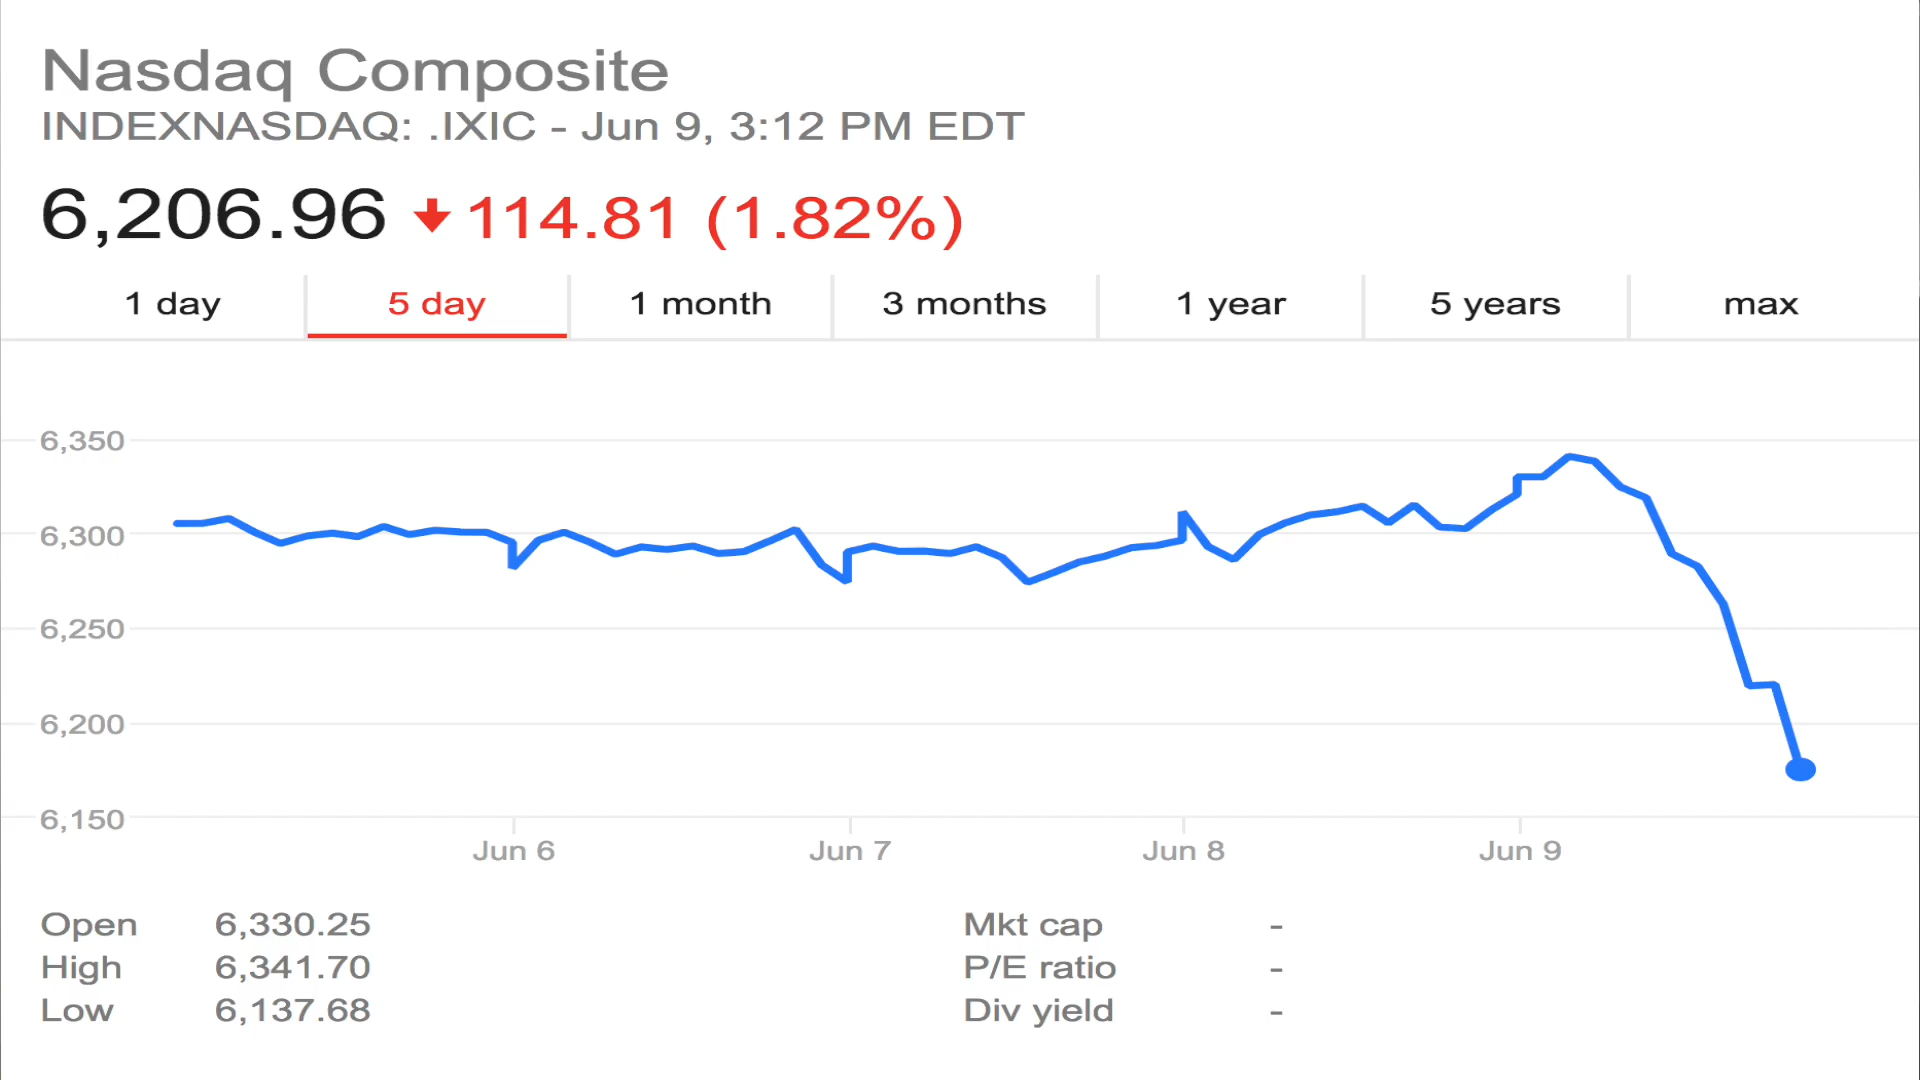 Nasdaq Composite
INDEXNASDAQ: .IXIC - Jun 9, 3:12 PM EDT
6,206.96 114.81 (1.82%)
1 day 5 day 1 month 3 months 1 year 5 years max
6,350
6,300
6,250
6,200
6,150
Jun 6 Jun 7 Jun 8 Jun 9
Open 6,330.25 Mkt cap -
High 6,341.70 P/E ratio -
Low 6,137.68 Div yield -